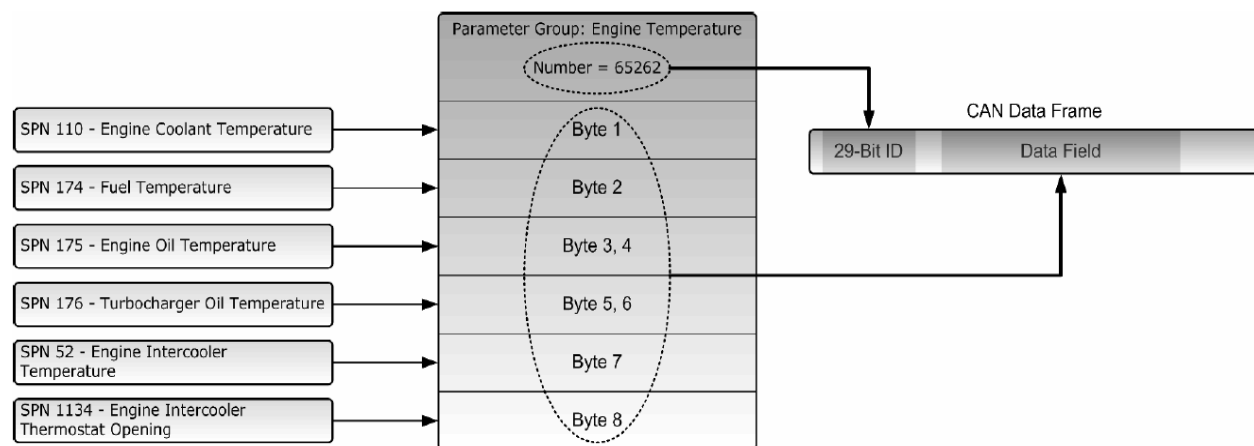 Parameter Group: Engine Temperature
Number = 65262
SPN 110 - Engine Coolant Temperature
Byte 1
SPN 174 - Fuel Temperature
Byte 2
SPN 175 - Engine Oil Temperature
Byte 3, 4
SPN 176 - Turbocharger Oil Temperature
Byte 5, 6
SPN 52 - Engine Intercooler
Temperature
Byte 7
SPN 1134 - Engine Intercooler
Thermostat Opening
Byte 8
CAN Data Frame
29-Bit ID
Data Field